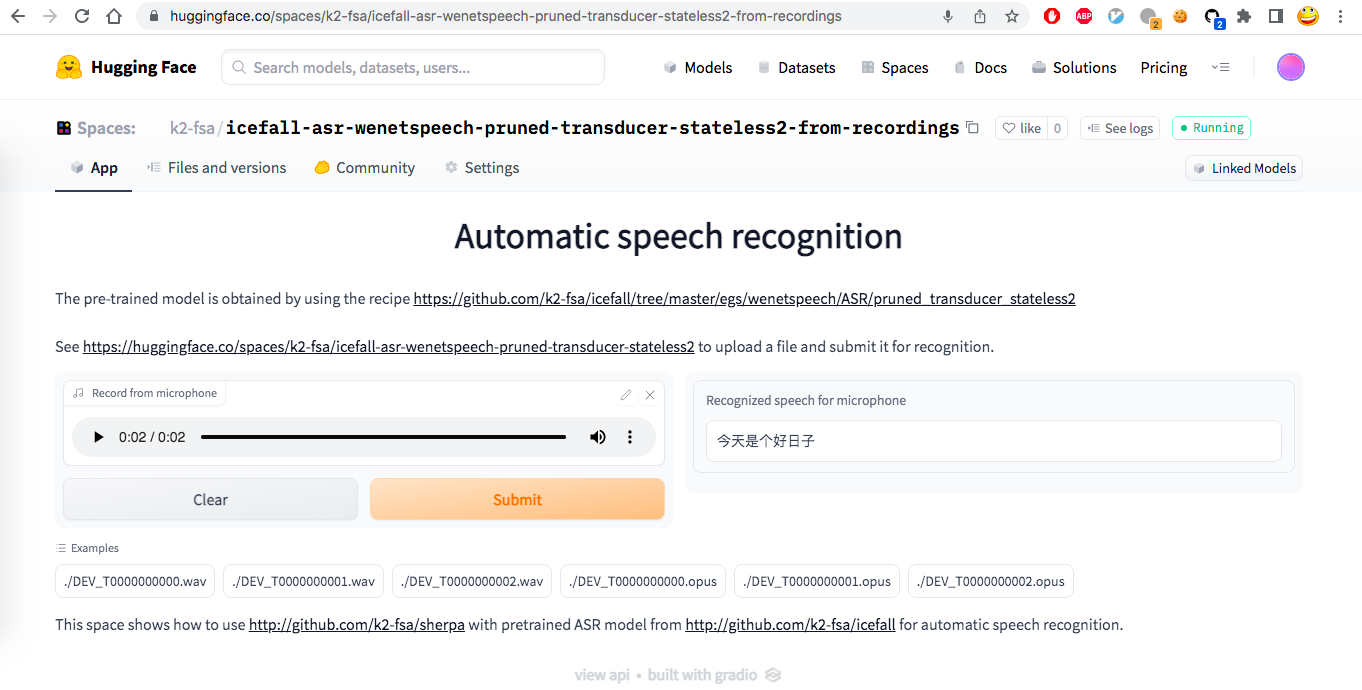 huggingface.co/spaces/k2-fsa/icefall-asr-wenetspeech-pruned-transducer-stateless2-from-recordings
ABP
2
2
Hugging Face
Search models, datasets, users...
Models
Datasets
Spaces
Docs
Solutions
Pricing
Spaces:
k2-fsa/icefall-asr-wenetspeech-pruned-transducer-stateless2-from-recordings
like 0
See logs
Running
App
Files and versions
Community
Settings
Linked Models
Automatic speech recognition
The pre-trained model is obtained by using the recipe https://github.com/k2-fsa/icefall/tree/master/egs/wenetspeech/ASR/pruned_transducer_stateless2
See https://huggingface.co/spaces/k2-fsa/icefall-asr-wenetspeech-pruned-transducer-stateless2 to upload a file and submit it for recognition.
Record from microphone
0:02 / 0:02
Clear
Submit
Recognized speech for microphone
今天是个好日子
Examples
./DEV_T0000000000.wav
./DEV_T0000000001.wav
./DEV_T0000000002.wav
./DEV_T0000000000.opus
./DEV_T0000000001.opus
./DEV_T0000000002.opus
This space shows how to use http://github.com/k2-fsa/sherpa with pretrained ASR model from http://github.com/k2-fsa/icefall for automatic speech recognition.
view api • built with gradio